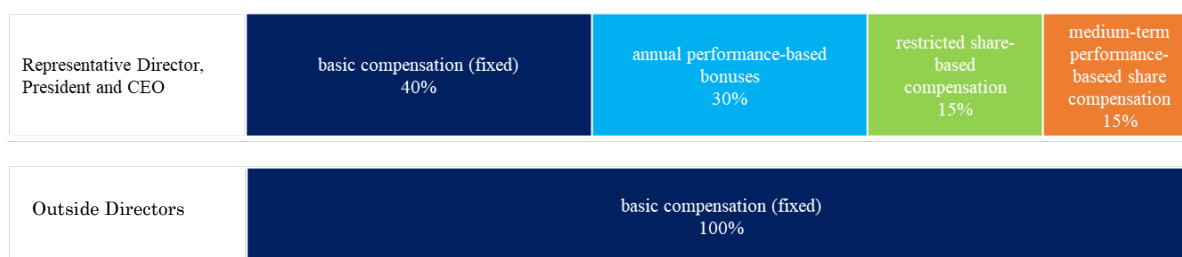 Representative Director,
President and CEO
basic compensation (fixed)
40%
annual performance-based
bonuses
30%
restricted share-
based
compensation
15%
medium-term
performance-
baseed share
compensation
15%
Outside Directors
basic compensation (fixed)
100%